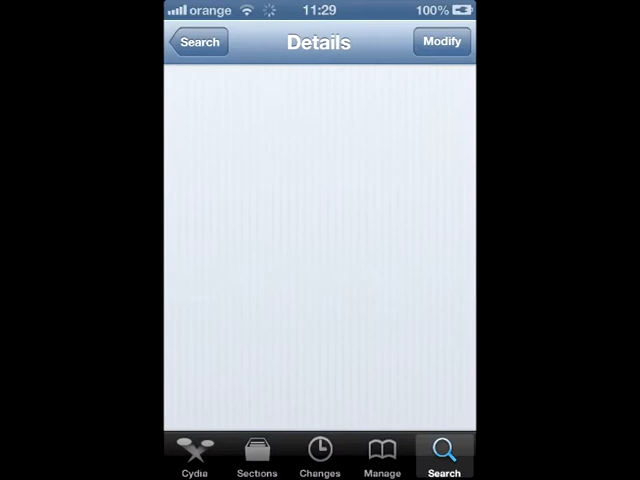 orange 11:29 100%
Search Details Modify
Cydia Sections Changes Manage Search